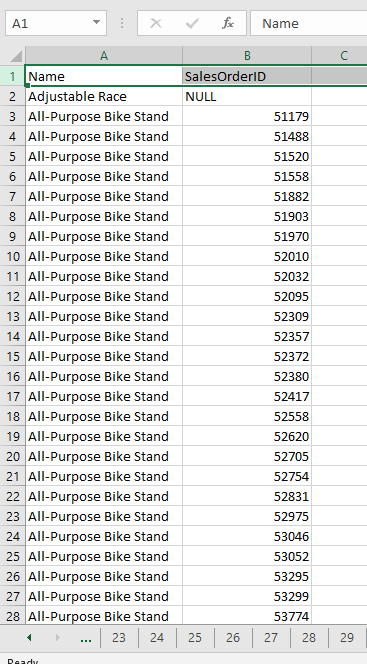 A1 fx Name
A B C
1 Name SalesOrderID
2 Adjustable Race NULL
3 All-Purpose Bike Stand 51179
4 All-Purpose Bike Stand 51488
5 All-Purpose Bike Stand 51520
6 All-Purpose Bike Stand 51558
7 All-Purpose Bike Stand 51882
8 All-Purpose Bike Stand 51903
9 All-Purpose Bike Stand 51970
10 All-Purpose Bike Stand 52010
11 All-Purpose Bike Stand 52032
12 All-Purpose Bike Stand 52095
13 All-Purpose Bike Stand 52309
14 All-Purpose Bike Stand 52357
15 All-Purpose Bike Stand 52372
16 All-Purpose Bike Stand 52380
17 All-Purpose Bike Stand 52417
18 All-Purpose Bike Stand 52558
19 All-Purpose Bike Stand 52620
20 All-Purpose Bike Stand 52705
21 All-Purpose Bike Stand 52754
22 All-Purpose Bike Stand 52831
23 All-Purpose Bike Stand 52975
24 All-Purpose Bike Stand 53046
25 All-Purpose Bike Stand 53052
26 All-Purpose Bike Stand 53295
27 All-Purpose Bike Stand 53299
28 All-Purpose Bike Stand 53774
... 23 24 25 26 27 28 29
Ready